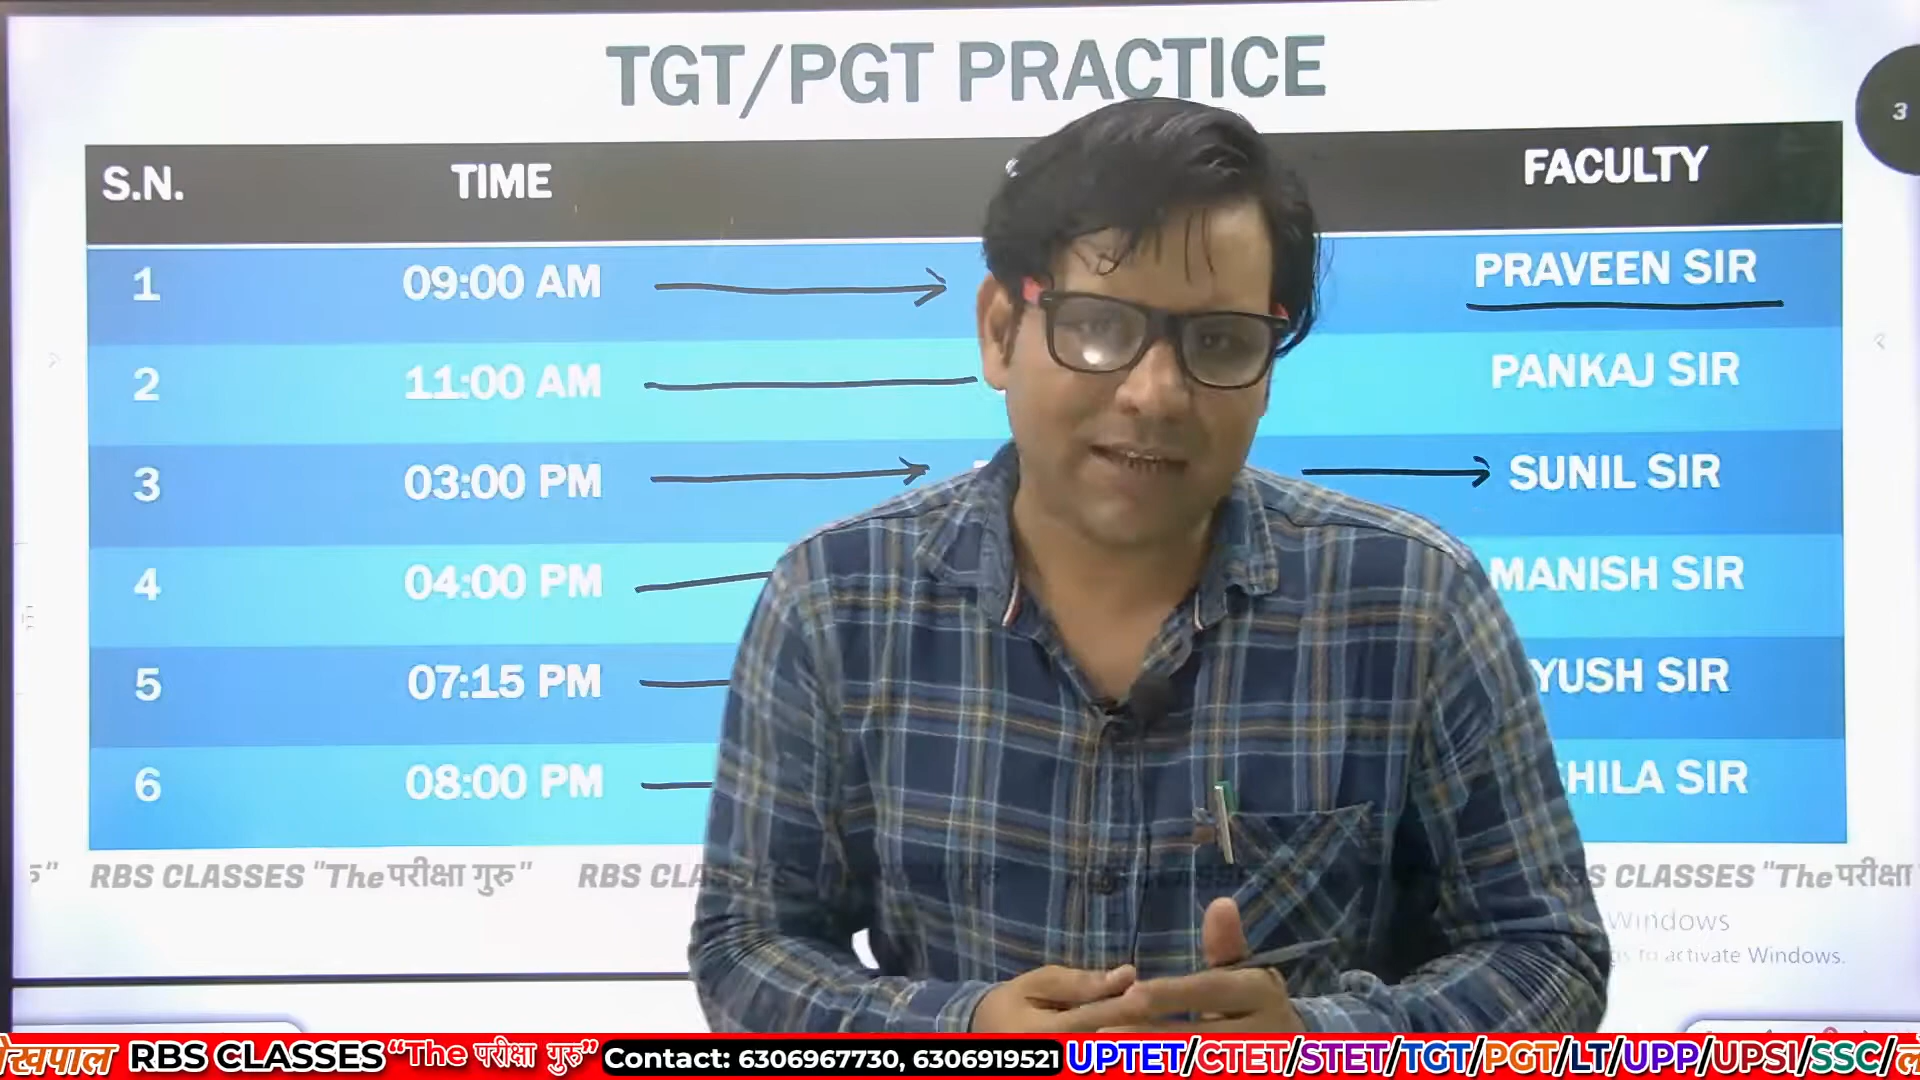 TGT/PGT PRACTICE
3
S.N. TIME FACULTY
1 09:00 AM PRAVEEN SIR
2 11:00 AM PANKAJ SIR
3 03:00 PM SUNIL SIR
4 04:00 PM MANISH SIR
5 07:15 PM YUSH SIR
6 08:00 PM HILA SIR
RBS CLASSES "The परीक्षा गुरु" RBS CLASSES "The परीक्षा
Windows
to activate Windows.
RBS CLASSES “The परीक्षा गुरु” Contact: 6306967730, 6306919521 UPTET/CTET/STET/TGT/PGT/LT/UPP/UPSI/SSC/